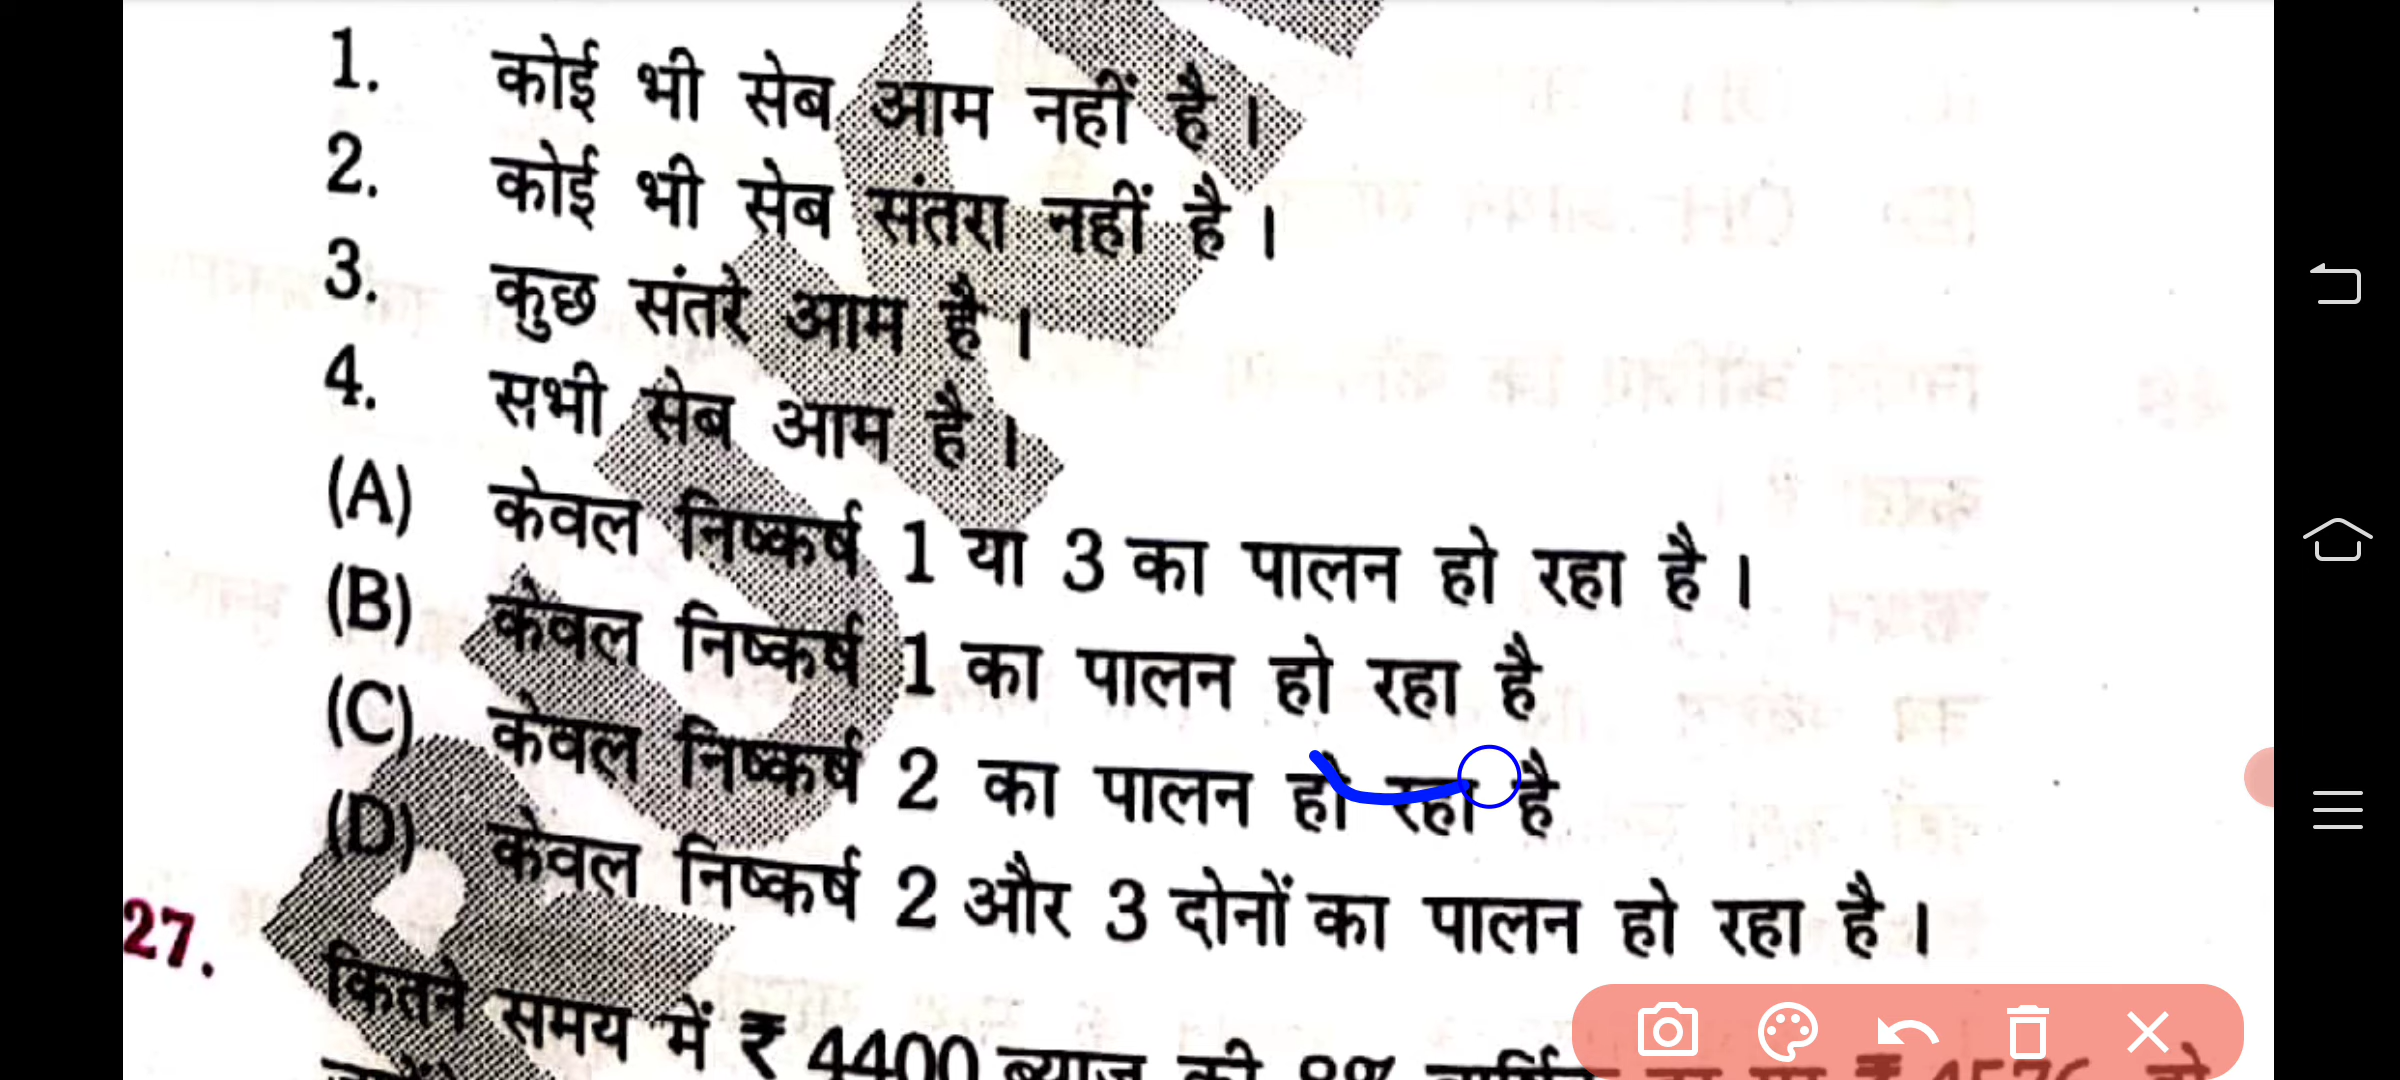 1. कोई भी सेब आम नहीं है।
2. कोई भी सेब संतरा नहीं है।
3. कुछ संतरे आम है।
4. सभी सेब आम है।
(A) केवल निष्कर्ष 1 या 3 का पालन हो रहा है।
(B) केवल निष्कर्ष 1 का पालन हो रहा है
(C) केवल निष्कर्ष 2 का पालन हो रहा है
(D) केवल निष्कर्ष 2 और 3 दोनों का पालन हो रहा है।
27. कितने समय में ₹ 4400 ब्याज की 8% वार्षिक ₹ 4576 हो